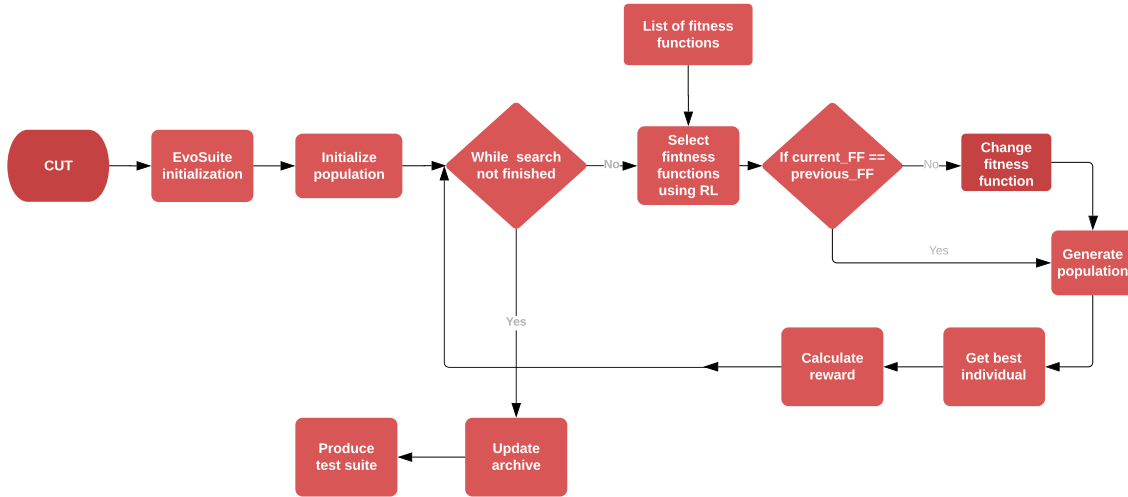 List of fitness
functions
CUT
EvoSuite
initialization
Initialize
population
While search
not finished
No
Select
fintness
functions
using RL
If current_FF ==
previous_FF
No
Change
fitness
function
Yes
Generate
population
Yes
Calculate
reward
Get best
individual
Produce
test suite
Update
archive